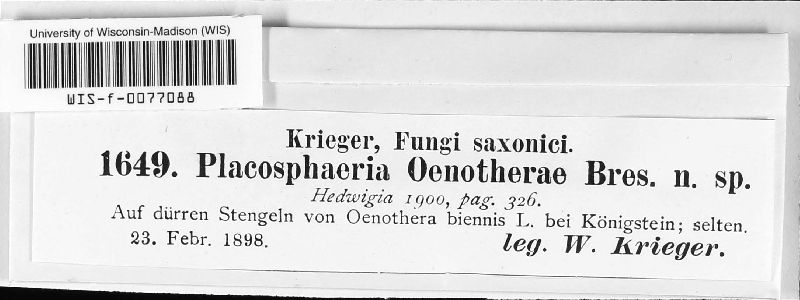 University of Wisconsin-Madison (WIS)
WIS-f-0077088
Krieger, Fungi saxonici.
1649. Placosphaeria Oenotherae Bres. n. sp.
Hedwigia 1900, pag. 326.
Auf dürren Stengeln von Oenothera biennis L. bei Königstein; selten.
23. Febr. 1898.
leg. W. Krieger.